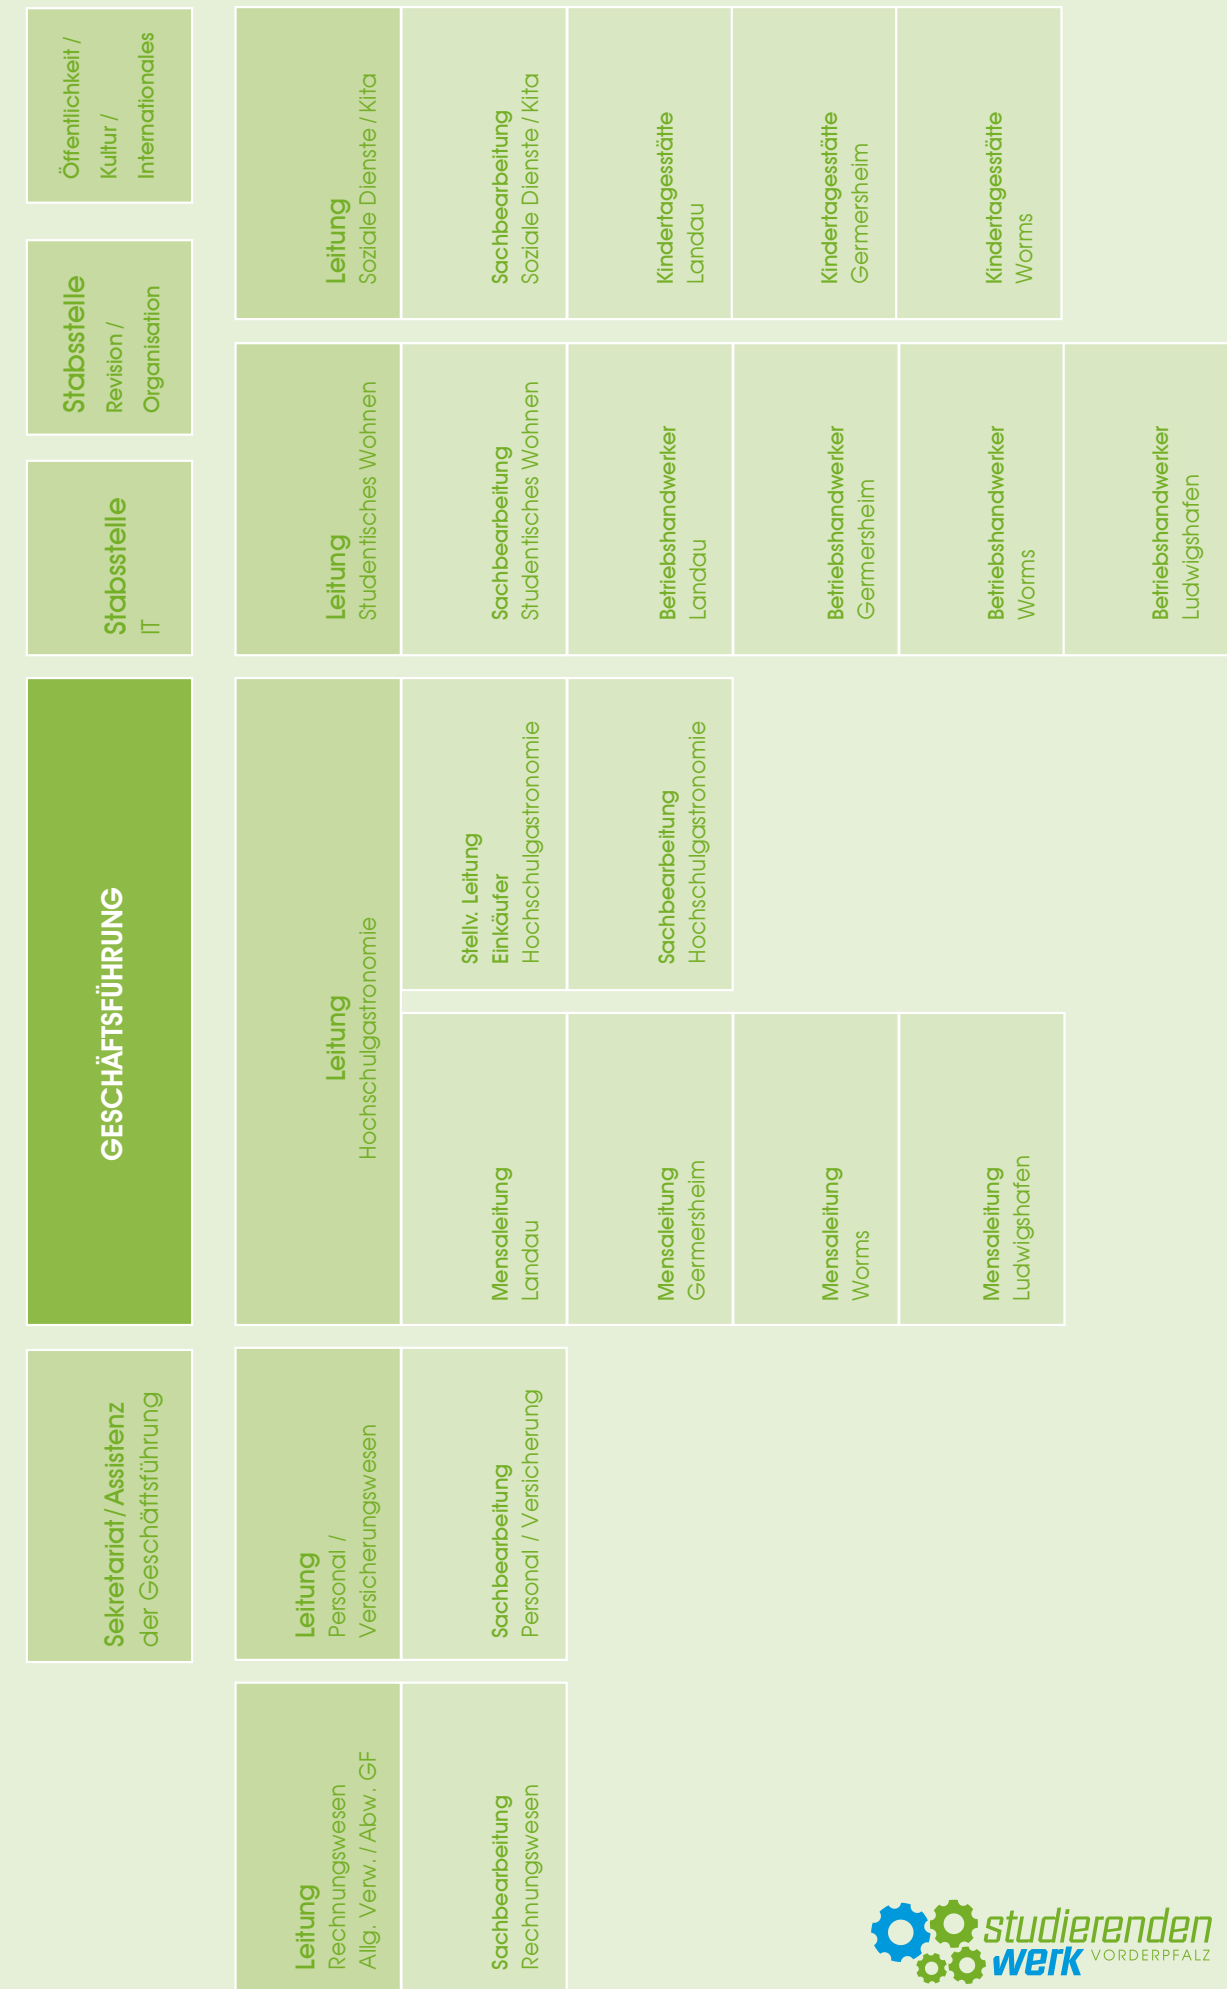 Sekretariat / Assistenz
der Geschäftsführung
GESCHÄFTSFÜHRUNG
Stabsstelle
IT
Stabsstelle
Revision /
Organisation
Öffentlichkeit /
Kultur /
Internationales
Leitung
Rechnungswesen
Allg. Verw. / Abw. GF
Sachbearbeitung
Rechnungswesen
Leitung
Personal /
Versicherungswesen
Sachbearbeitung
Personal / Versicherung
Leitung
Hochschulgastronomie
Mensaleitung
Landau
Mensaleitung
Germersheim
Mensaleitung
Worms
Mensaleitung
Ludwigshafen
Stellv. Leitung
Einkäufer
Hochschulgastronomie
Sachbearbeitung
Hochschulgastronomie
Leitung
Studentisches Wohnen
Sachbearbeitung
Studentisches Wohnen
Betriebshandwerker
Landau
Betriebshandwerker
Germersheim
Betriebshandwerker
Worms
Betriebshandwerker
Ludwigshafen
Leitung
Soziale Dienste / Kita
Sachbearbeitung
Soziale Dienste / Kita
Kindertagesstätte
Landau
Kindertagesstätte
Germersheim
Kindertagesstätte
Worms
studierenden
werk VORDERPFALZ